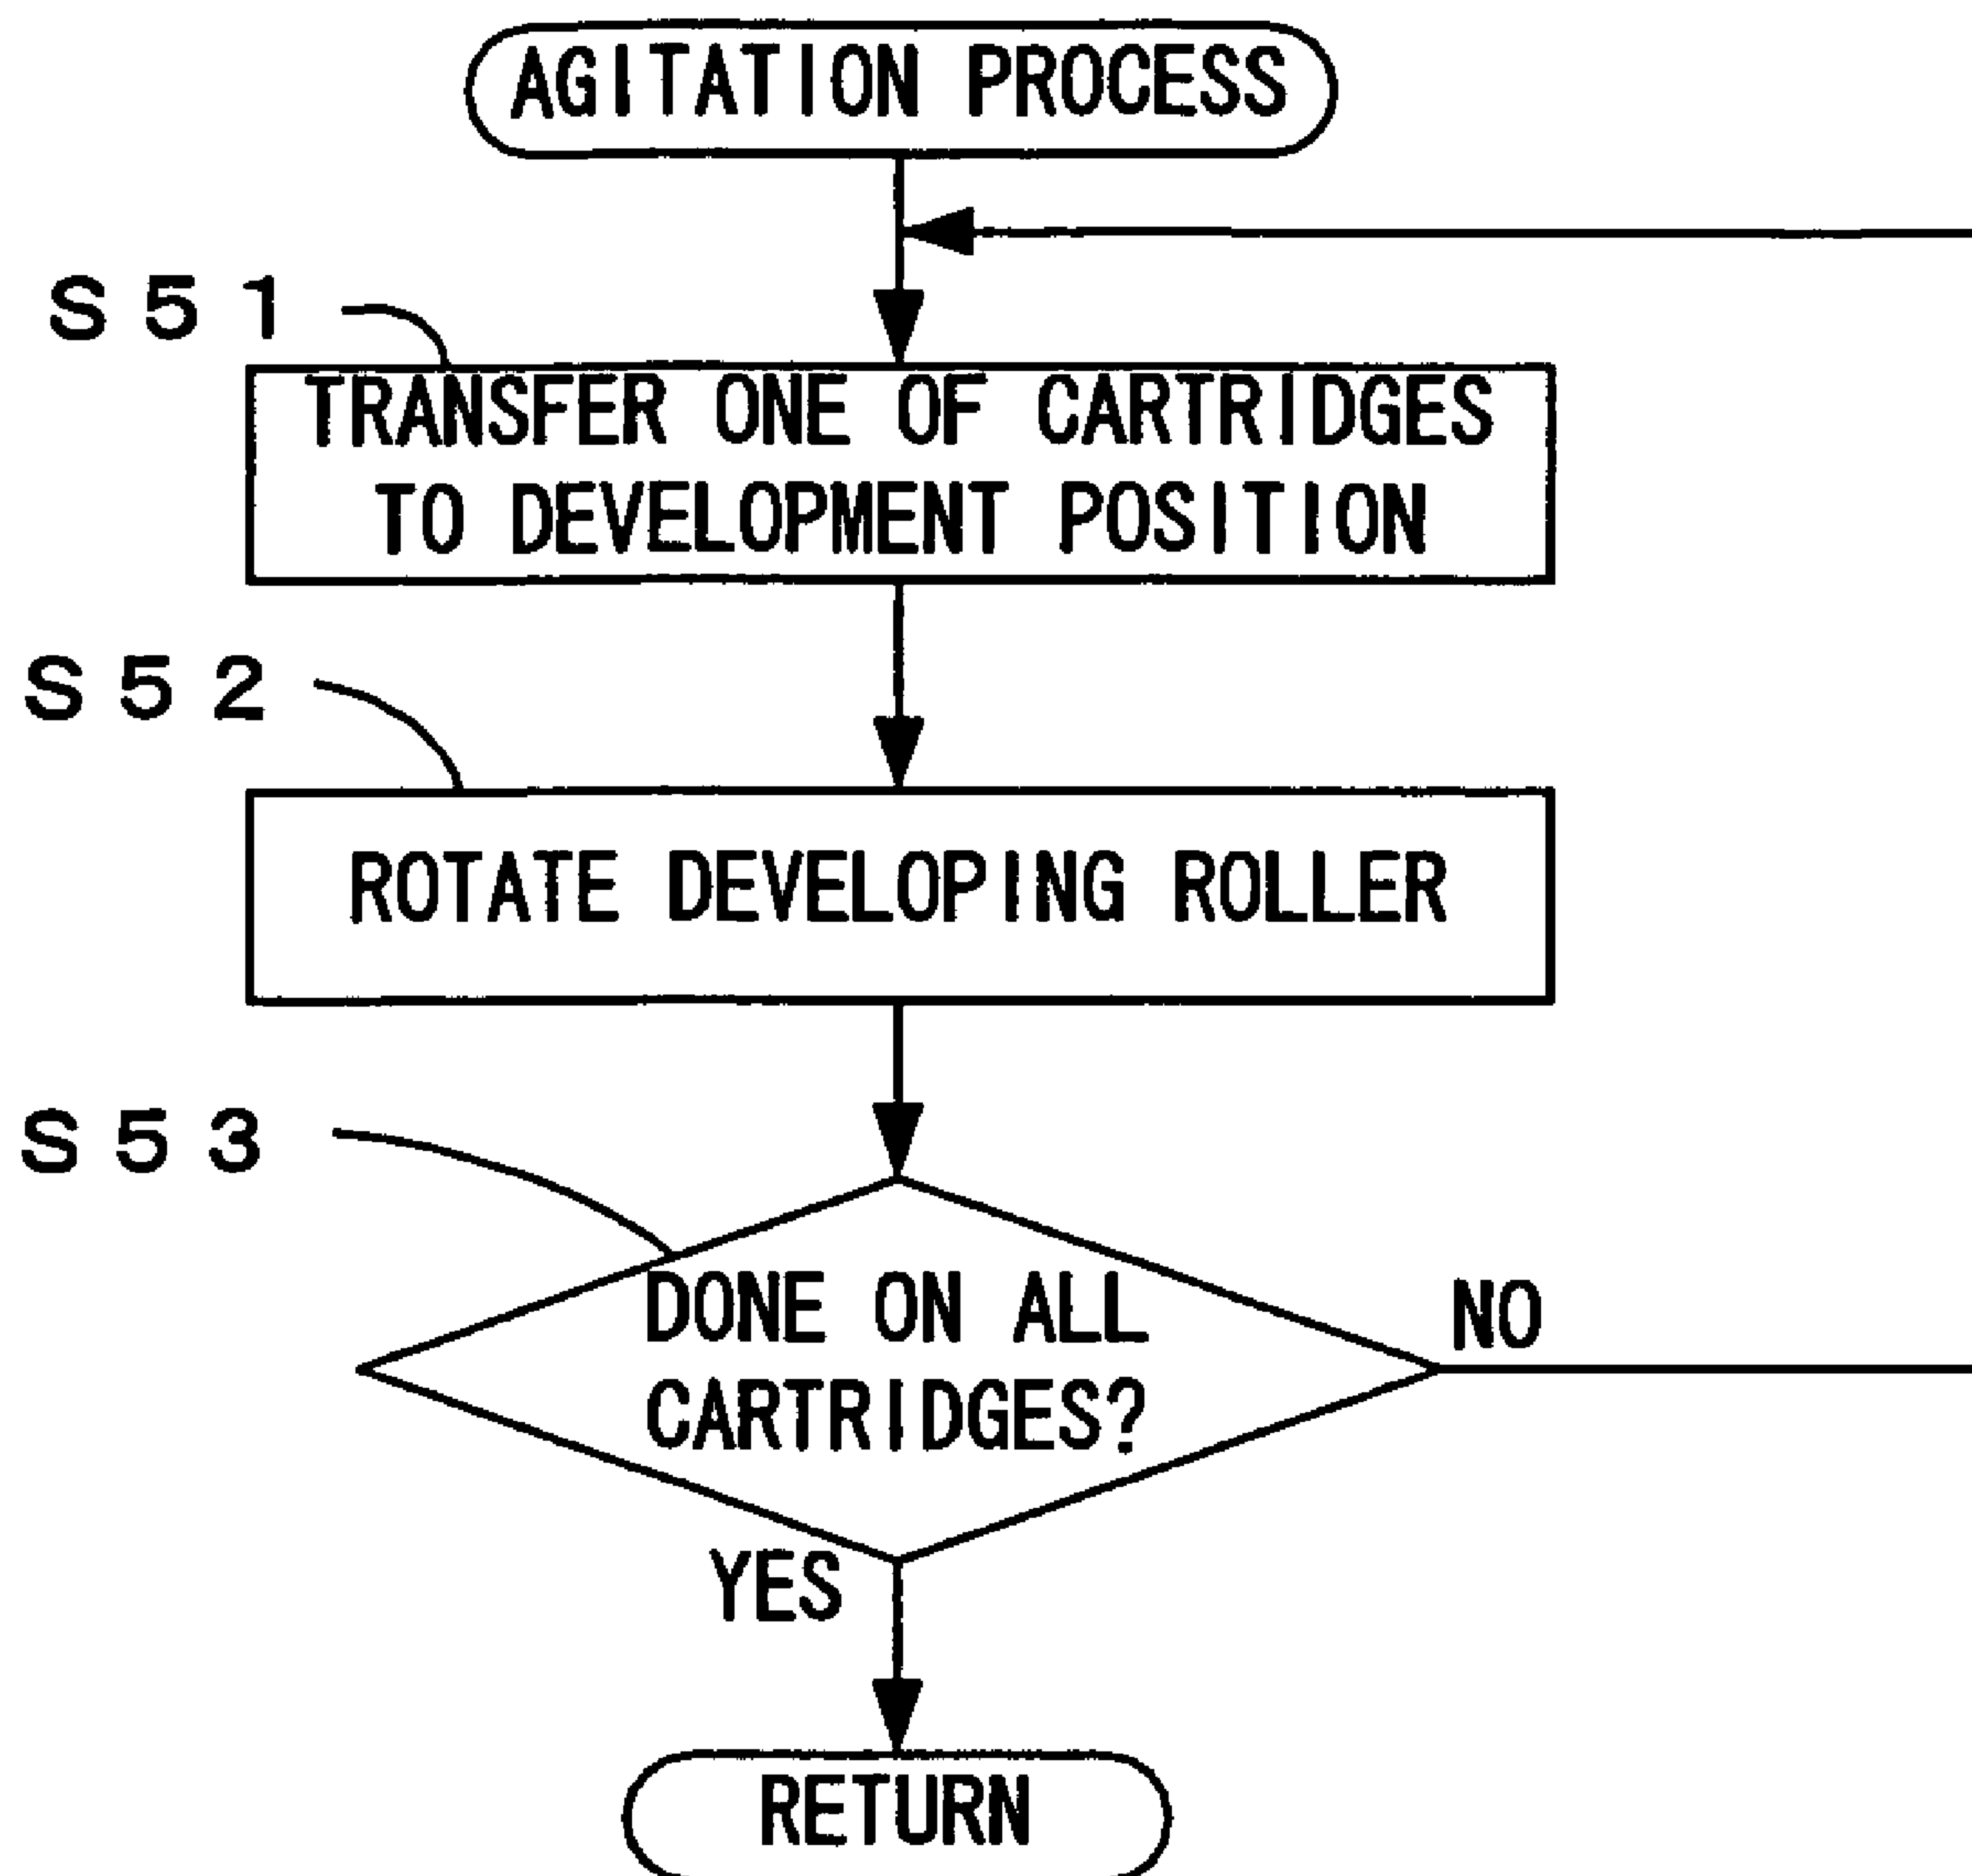 AGITATION PROCESS
S51
TRANSFER ONE OF CARTRIDGES
TO DEVELOPMENT POSITION
S52
ROTATE DEVELOPING ROLLER
S53
DONE ON ALL
CARTRIDGES?
NO
YES
RETURN